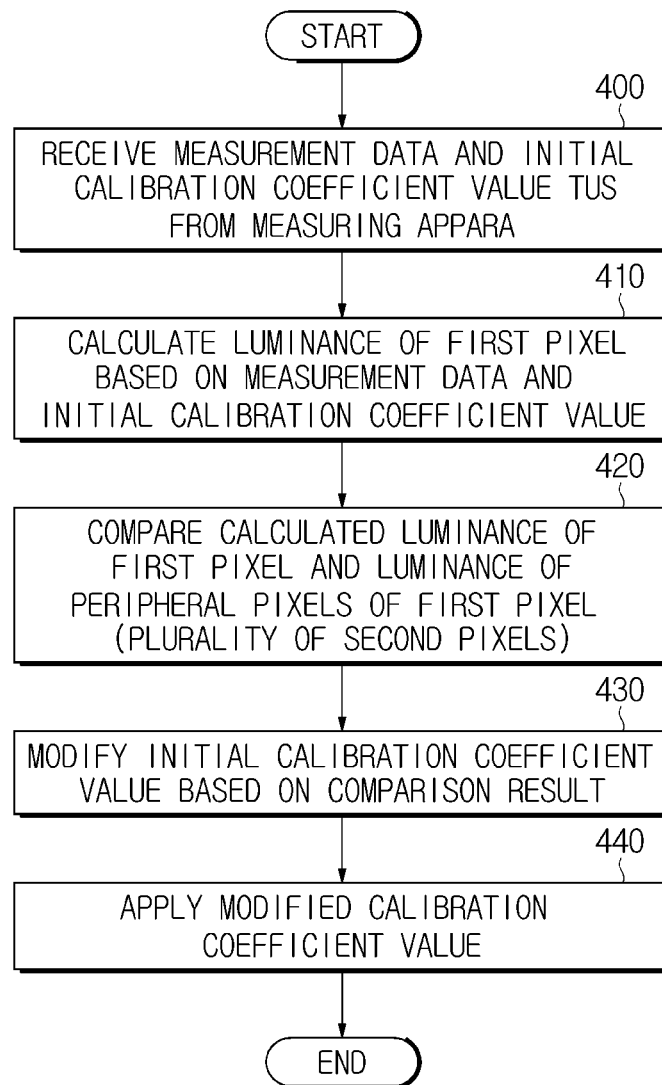 START
400
RECEIVE MEASUREMENT DATA AND INITIAL
CALIBRATION COEFFICIENT VALUE TUS
FROM MEASURING APPARA
410
CALCULATE LUMINANCE OF FIRST PIXEL
BASED ON MEASUREMENT DATA AND
INITIAL CALIBRATION COEFFICIENT VALUE
420
COMPARE CALCULATED LUMINANCE OF
FIRST PIXEL AND LUMINANCE OF
PERIPHERAL PIXELS OF FIRST PIXEL
(PLURALITY OF SECOND PIXELS)
430
MODIFY INITIAL CALIBRATION COEFFICIENT
VALUE BASED ON COMPARISON RESULT
440
APPLY MODIFIED CALIBRATION
COEFFICIENT VALUE
END